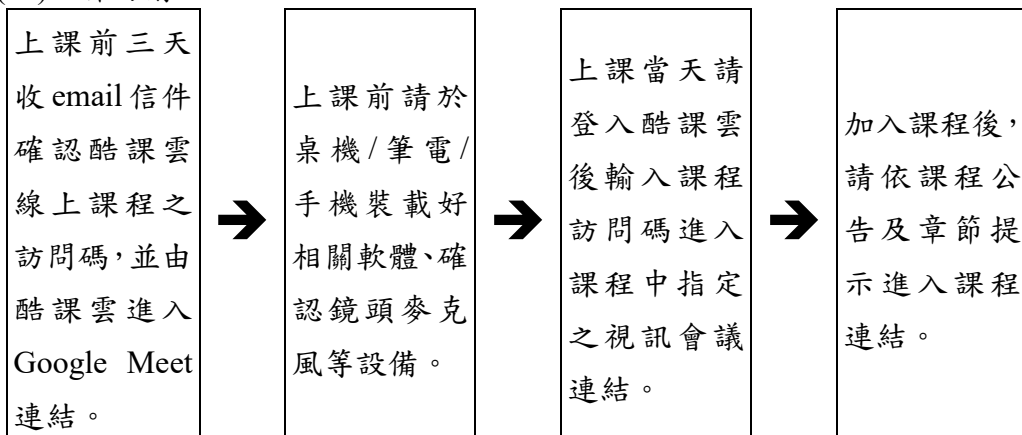 上課前三天
收 email 信件
確認酷課雲
線上課程之
訪問碼，並由
酷課雲進入
Google Meet
連結。
上課前請於
桌機/筆電/
手機裝載好
相關軟體、確
認鏡頭麥克
風等設備。
上課當天請
登入酷課雲
後輸入課程
訪問碼進入
課程中指定
之視訊會議
連結。
加入課程後，
請依課程公
告及章節提
示進入課程
連結。